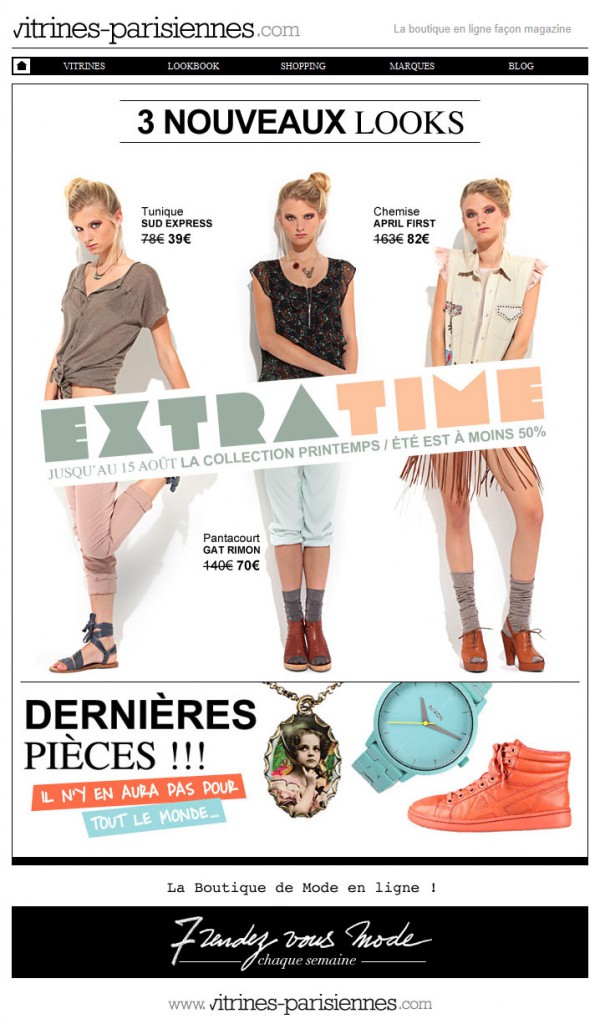 vitrines-parisiennes.com
La boutique en ligne façon magazine
VITRINES LOOKBOOK SHOPPING MARQUES BLOG
3 NOUVEAUX LOOKS
Tunique
SUD EXPRESS
78€ 39€
Chemise
APRIL FIRST
163€ 82€
EXTRATIME
JUSQU'AU 15 AOÛT LA COLLECTION PRINTEMPS / ÉTÉ EST À MOINS 50%
Pantacourt
GAT RIMON
140€ 70€
DERNIÈRES
PIÈCES !!!
IL N'Y EN AURA PAS POUR
TOUT LE MONDE...
NIXON
La Boutique de Mode en ligne !
7 rendez vous Mode
chaque semaine
www.vitrines-parisiennes.com